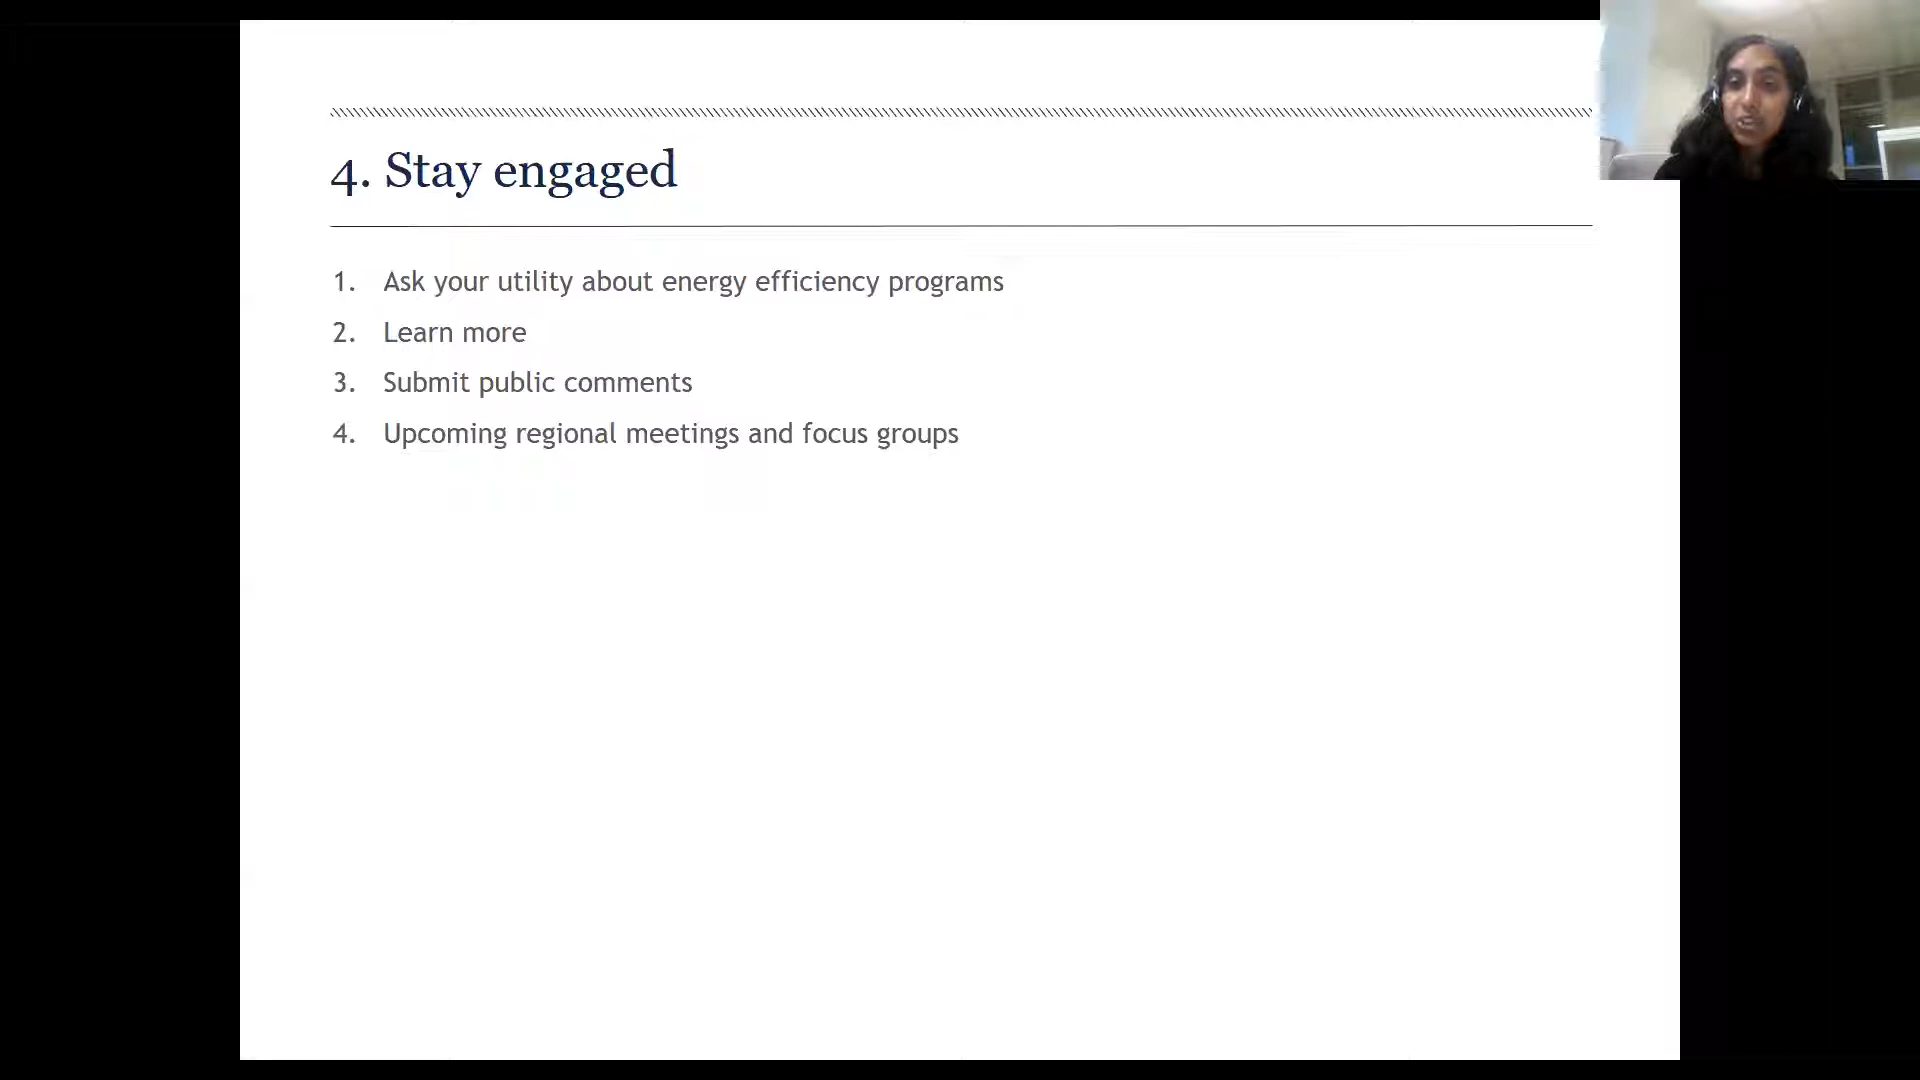 4. Stay engaged
1. Ask your utility about energy efficiency programs
2. Learn more
3. Submit public comments
4. Upcoming regional meetings and focus groups